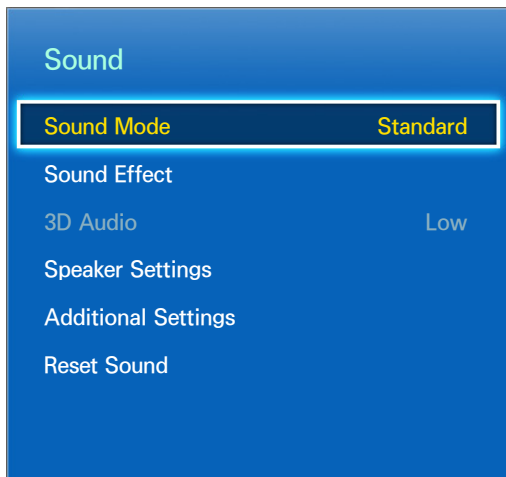 Sound
Sound Mode Standard
Sound Effect
3D Audio Low
Speaker Settings
Additional Settings
Reset Sound